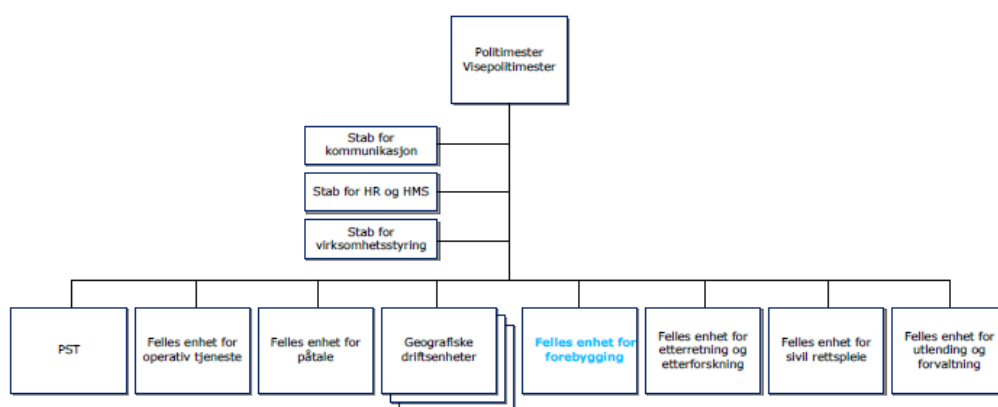 Politimester
Visepolitimester
Stab for
kommunikasjon
Stab for HR og HMS
Stab for
virksomhetsstyring
PST
Felles enhet for
operativ tjeneste
Felles enhet for
påtale
Geografiske
driftsenheter
Felles enhet for
forebygging
Felles enhet for
etterretning og
etterforskning
Felles enhet for
sivil rettspleie
Felles enhet for
utlending og
forvaltning